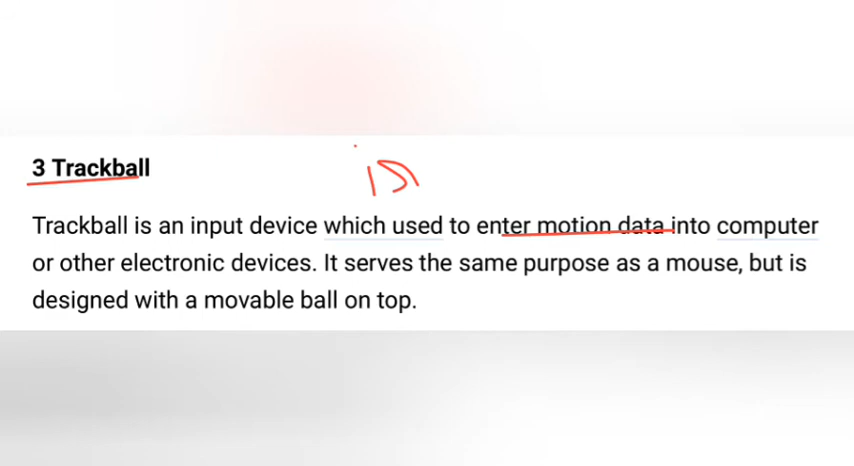 3 Trackball
is
Trackball is an input device which used to enter motion data into computer
or other electronic devices. It serves the same purpose as a mouse, but is
designed with a movable ball on top.